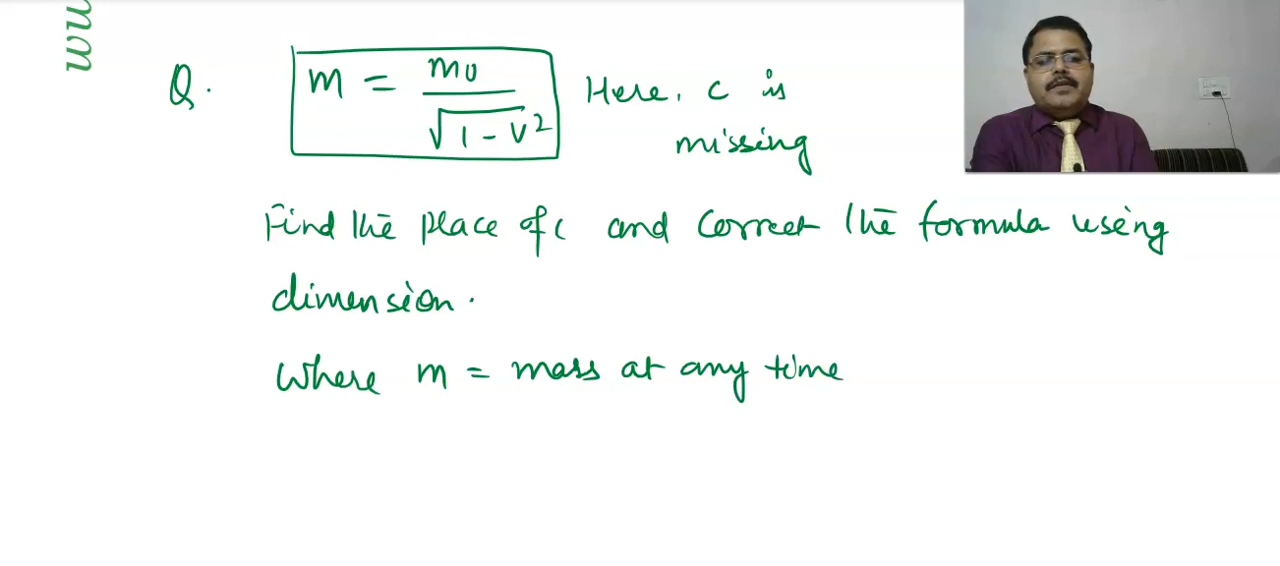 ww
Q. m = m0 / √1 - v² Here, c is
missing
Find the place of c and correct the formula using
dimension.
Where m = mass at any time